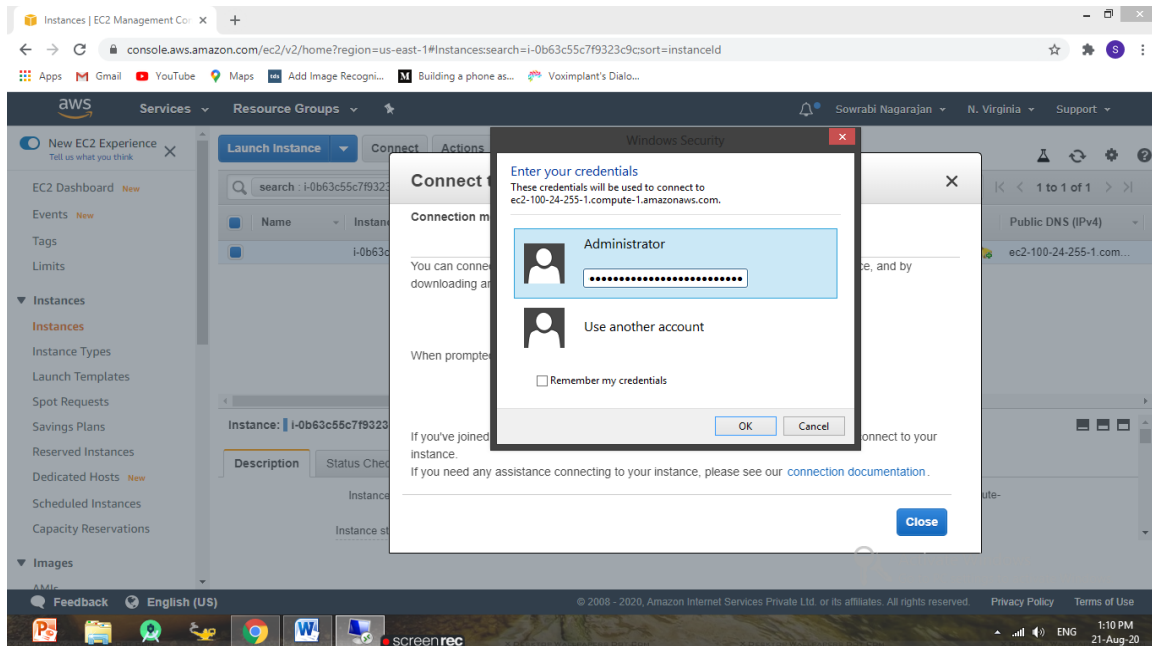 Instances | EC2 Management Cor
console.aws.amazon.com/ec2/v2/home?region=us-east-1#Instances:search=i-0b63c55c7f9323c9c;sort=instanceId
S
Apps Gmail YouTube Maps tds Add Image Recogni... M Building a phone as... Voximplant's Dialo...
aws Services Resource Groups Sowrabi Nagarajan N. Virginia Support
New EC2 Experience
Tell us what you think
EC2 Dashboard New
Events New
Tags
Limits
Instances
Instances
Instance Types
Launch Templates
Spot Requests
Savings Plans
Reserved Instances
Dedicated Hosts New
Scheduled Instances
Capacity Reservations
Images
AMIs
Launch Instance Connect Actions
search : i-0b63c55c7f9323 1 to 1 of 1
Name Instan Public DNS (IPv4)
i-0b63c ec2-100-24-255-1.com...
Instance: i-0b63c55c7f9323
Description Status Chec
Instance ute-
Instance st
Connect t
Connection m
You can conne ce, and by
downloading an
When prompte
If you've joined onnect to your
instance.
If you need any assistance connecting to your instance, please see our connection documentation.
Close
Windows Security
Enter your credentials
These credentials will be used to connect to
ec2-100-24-255-1.compute-1.amazonaws.com.
Administrator
Use another account
Remember my credentials
OK Cancel
Feedback English (US) © 2008 - 2020, Amazon Internet Services Private Ltd. or its affiliates. All rights reserved. Privacy Policy Terms of Use
screenrec
ENG
1:10 PM
21-Aug-20